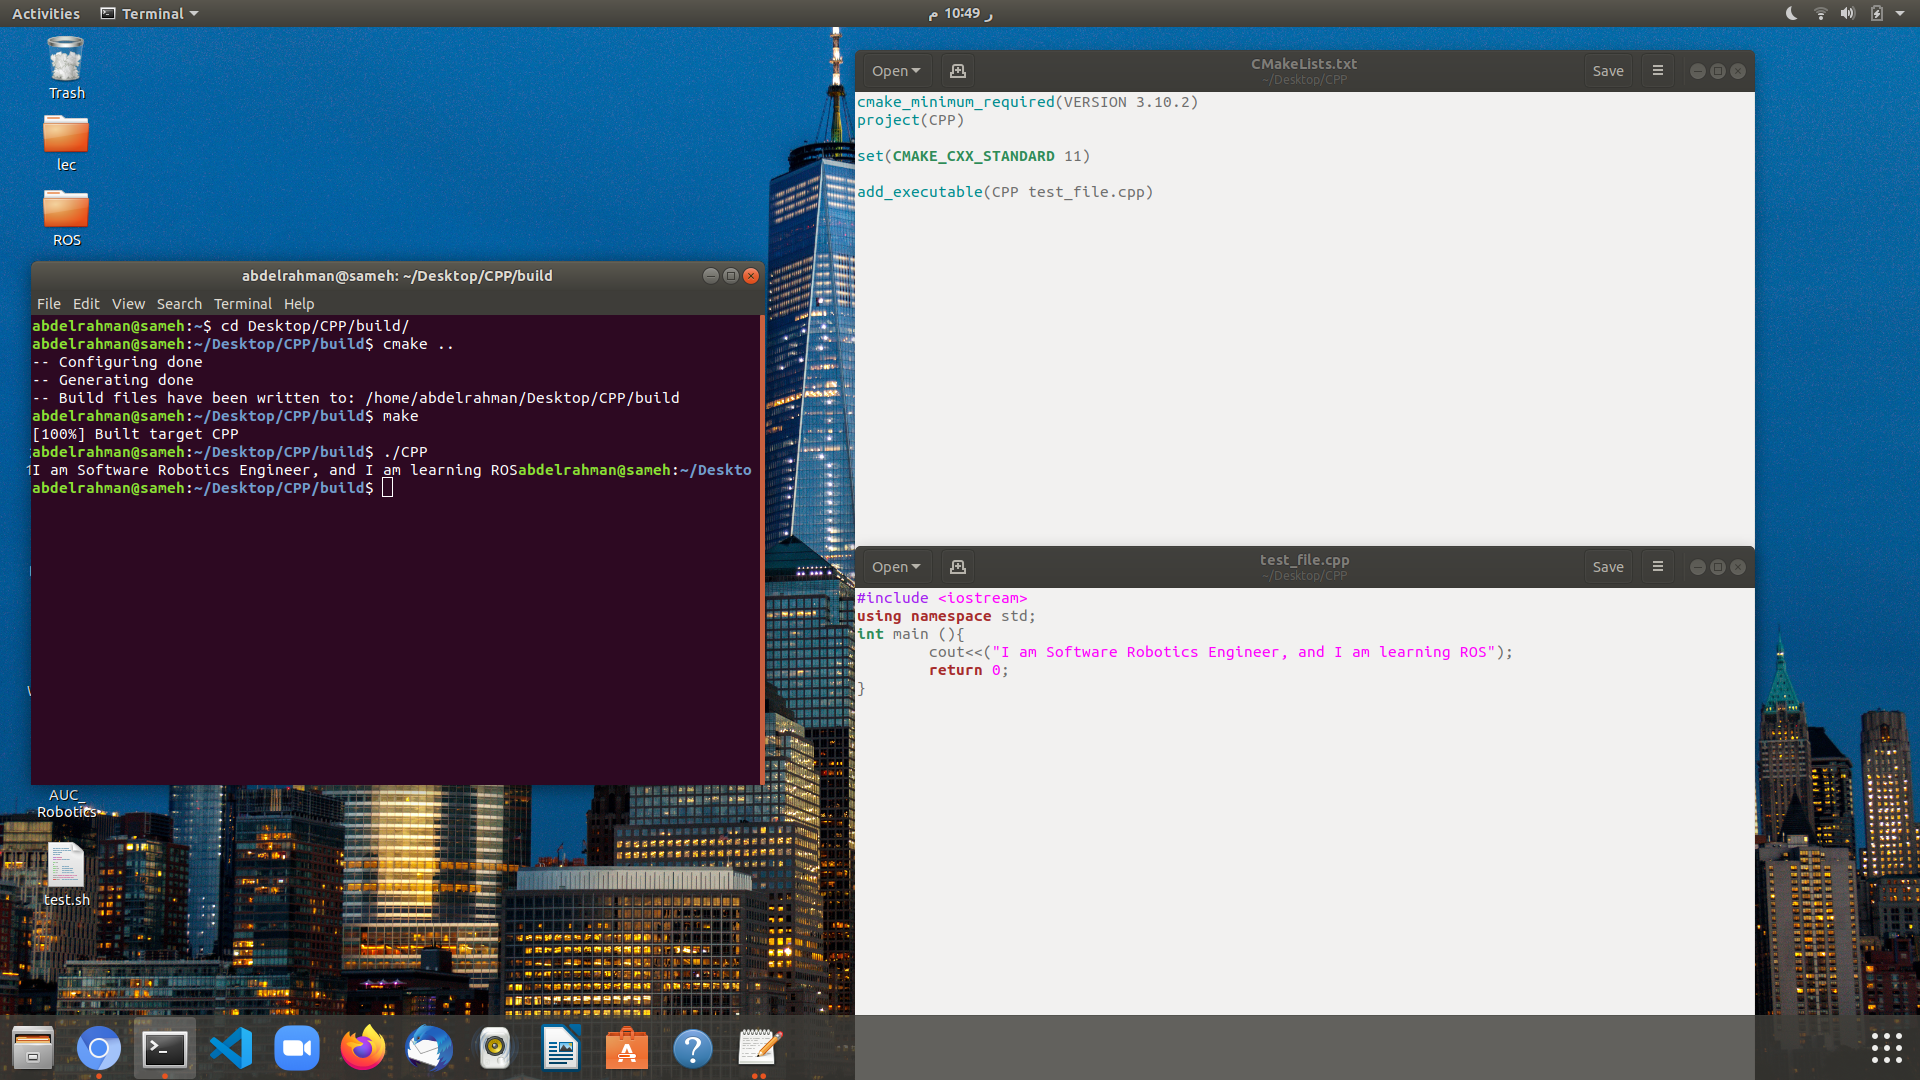 Activities
Terminal
ر 10:49 م
Trash
lec
ROS
abdelrahman@sameh: ~/Desktop/CPP/build
File Edit View Search Terminal Help
abdelrahman@sameh:~$ cd Desktop/CPP/build/
abdelrahman@sameh:~/Desktop/CPP/build$ cmake ..
-- Configuring done
-- Generating done
-- Build files have been written to: /home/abdelrahman/Desktop/CPP/build
abdelrahman@sameh:~/Desktop/CPP/build$ make
[100%] Built target CPP
abdelrahman@sameh:~/Desktop/CPP/build$ ./CPP
I am Software Robotics Engineer, and I am learning ROSabdelrahman@sameh:~/Deskto
abdelrahman@sameh:~/Desktop/CPP/build$
AUC_
Robotics
test.sh
Open
CMakeLists.txt
~/Desktop/CPP
Save
cmake_minimum_required(VERSION 3.10.2)
project(CPP)
set(CMAKE_CXX_STANDARD 11)
add_executable(CPP test_file.cpp)
Open
test_file.cpp
~/Desktop/CPP
Save
#include <iostream>
using namespace std;
int main (){
cout<<("I am Software Robotics Engineer, and I am learning ROS");
return 0;
}